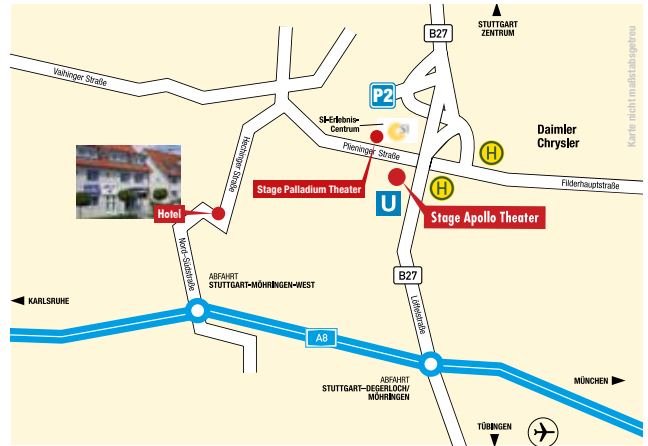 STUTTGART
ZENTRUM
B27
Karte nicht maßstabsgetreu
Vaihinger Straße
P2
SI-Erlebnis-
Centrum
SI
Daimler
Chrysler
Plieninger Straße
H
Hechinger Straße
H
Filderhauptstraße
Stage Palladium Theater
Hotel
U
Stage Apollo Theater
Nord-Südstraße
B27
ABFAHRT
STUTTGART-MÖHRINGEN-WEST
KARLSRUHE
Löffelstraße
A8
ABFAHRT
STUTTGART-DEGERLOCH/
MÖHRINGEN
MÜNCHEN
TÜBINGEN